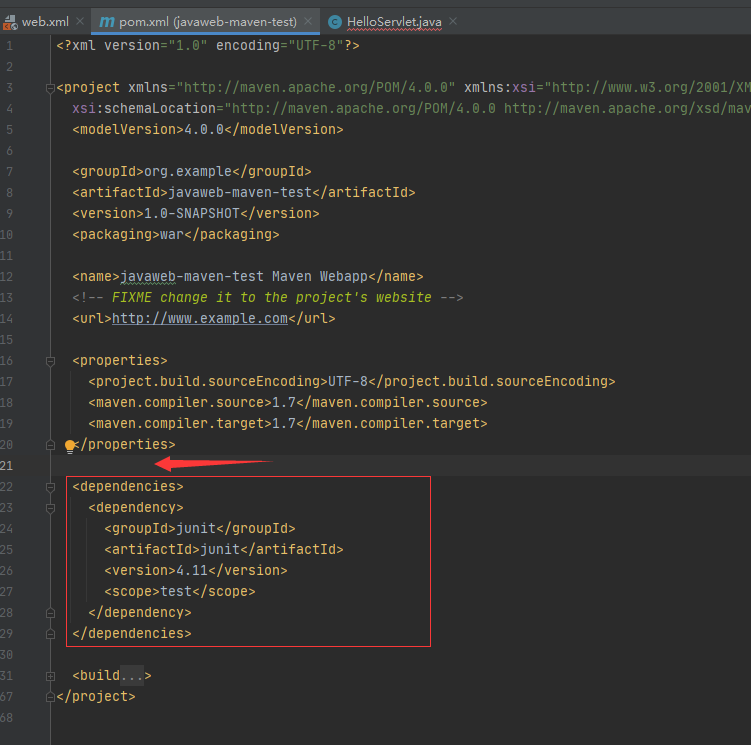 web.xml
pom.xml (javaweb-maven-test)
HelloServlet.java
1 <?xml version="1.0" encoding="UTF-8"?>
2
3 <project xmlns="http://maven.apache.org/POM/4.0.0" xmlns:xsi="http://www.w3.org/2001/XM
4 xsi:schemaLocation="http://maven.apache.org/POM/4.0.0 http://maven.apache.org/xsd/mav
5 <modelVersion>4.0.0</modelVersion>
6
7 <groupId>org.example</groupId>
8 <artifactId>javaweb-maven-test</artifactId>
9 <version>1.0-SNAPSHOT</version>
10 <packaging>war</packaging>
11
12 <name>javaweb-maven-test Maven Webapp</name>
13 <!-- FIXME change it to the project's website -->
14 <url>http://www.example.com</url>
15
16 <properties>
17 <project.build.sourceEncoding>UTF-8</project.build.sourceEncoding>
18 <maven.compiler.source>1.7</maven.compiler.source>
19 <maven.compiler.target>1.7</maven.compiler.target>
20 </properties>
21
22 <dependencies>
23 <dependency>
24 <groupId>junit</groupId>
25 <artifactId>junit</artifactId>
26 <version>4.11</version>
27 <scope>test</scope>
28 </dependency>
29 </dependencies>
30
31 <build...>
67 </project>
68